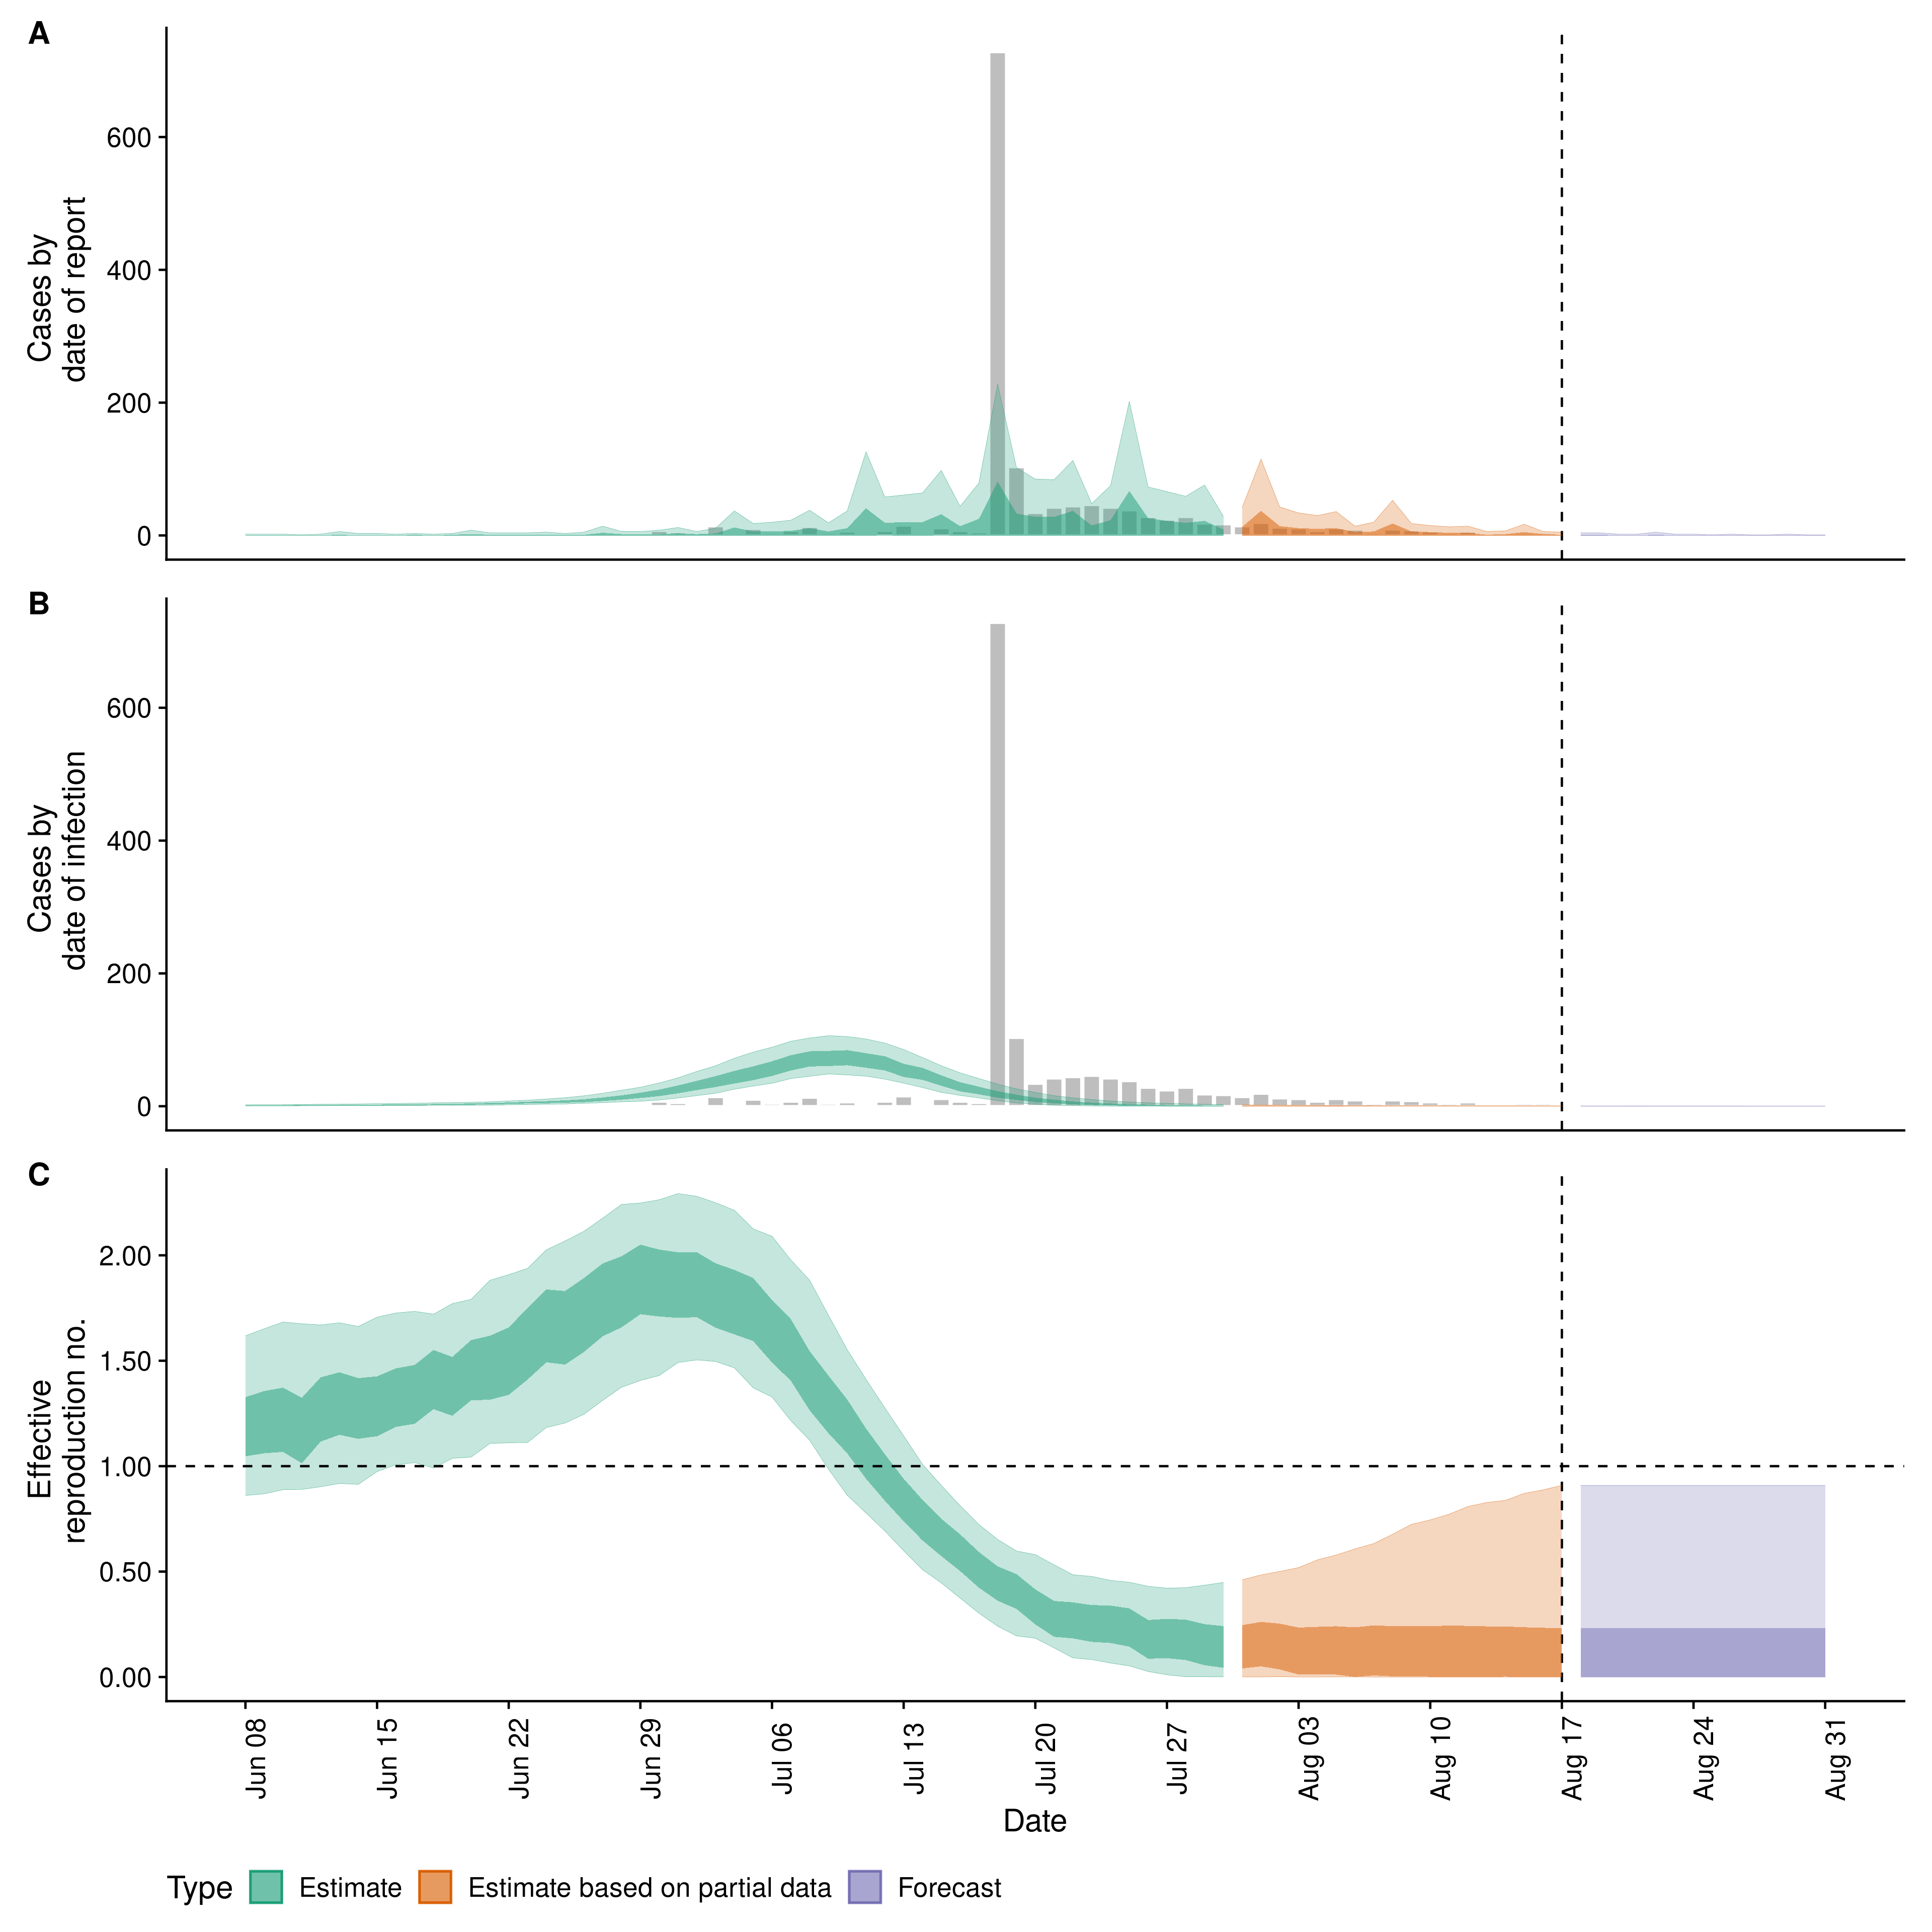 A
Cases by
date of report
600
400
200
0
B
Cases by
date of infection
600
400
200
0
C
Effective
reproduction no.
2.00
1.50
1.00
0.50
0.00
Jun 08
Jun 15
Jun 22
Jun 29
Jul 06
Jul 13
Jul 20
Jul 27
Aug 03
Aug 10
Aug 17
Aug 24
Aug 31
Date
Type Estimate Estimate based on partial data Forecast